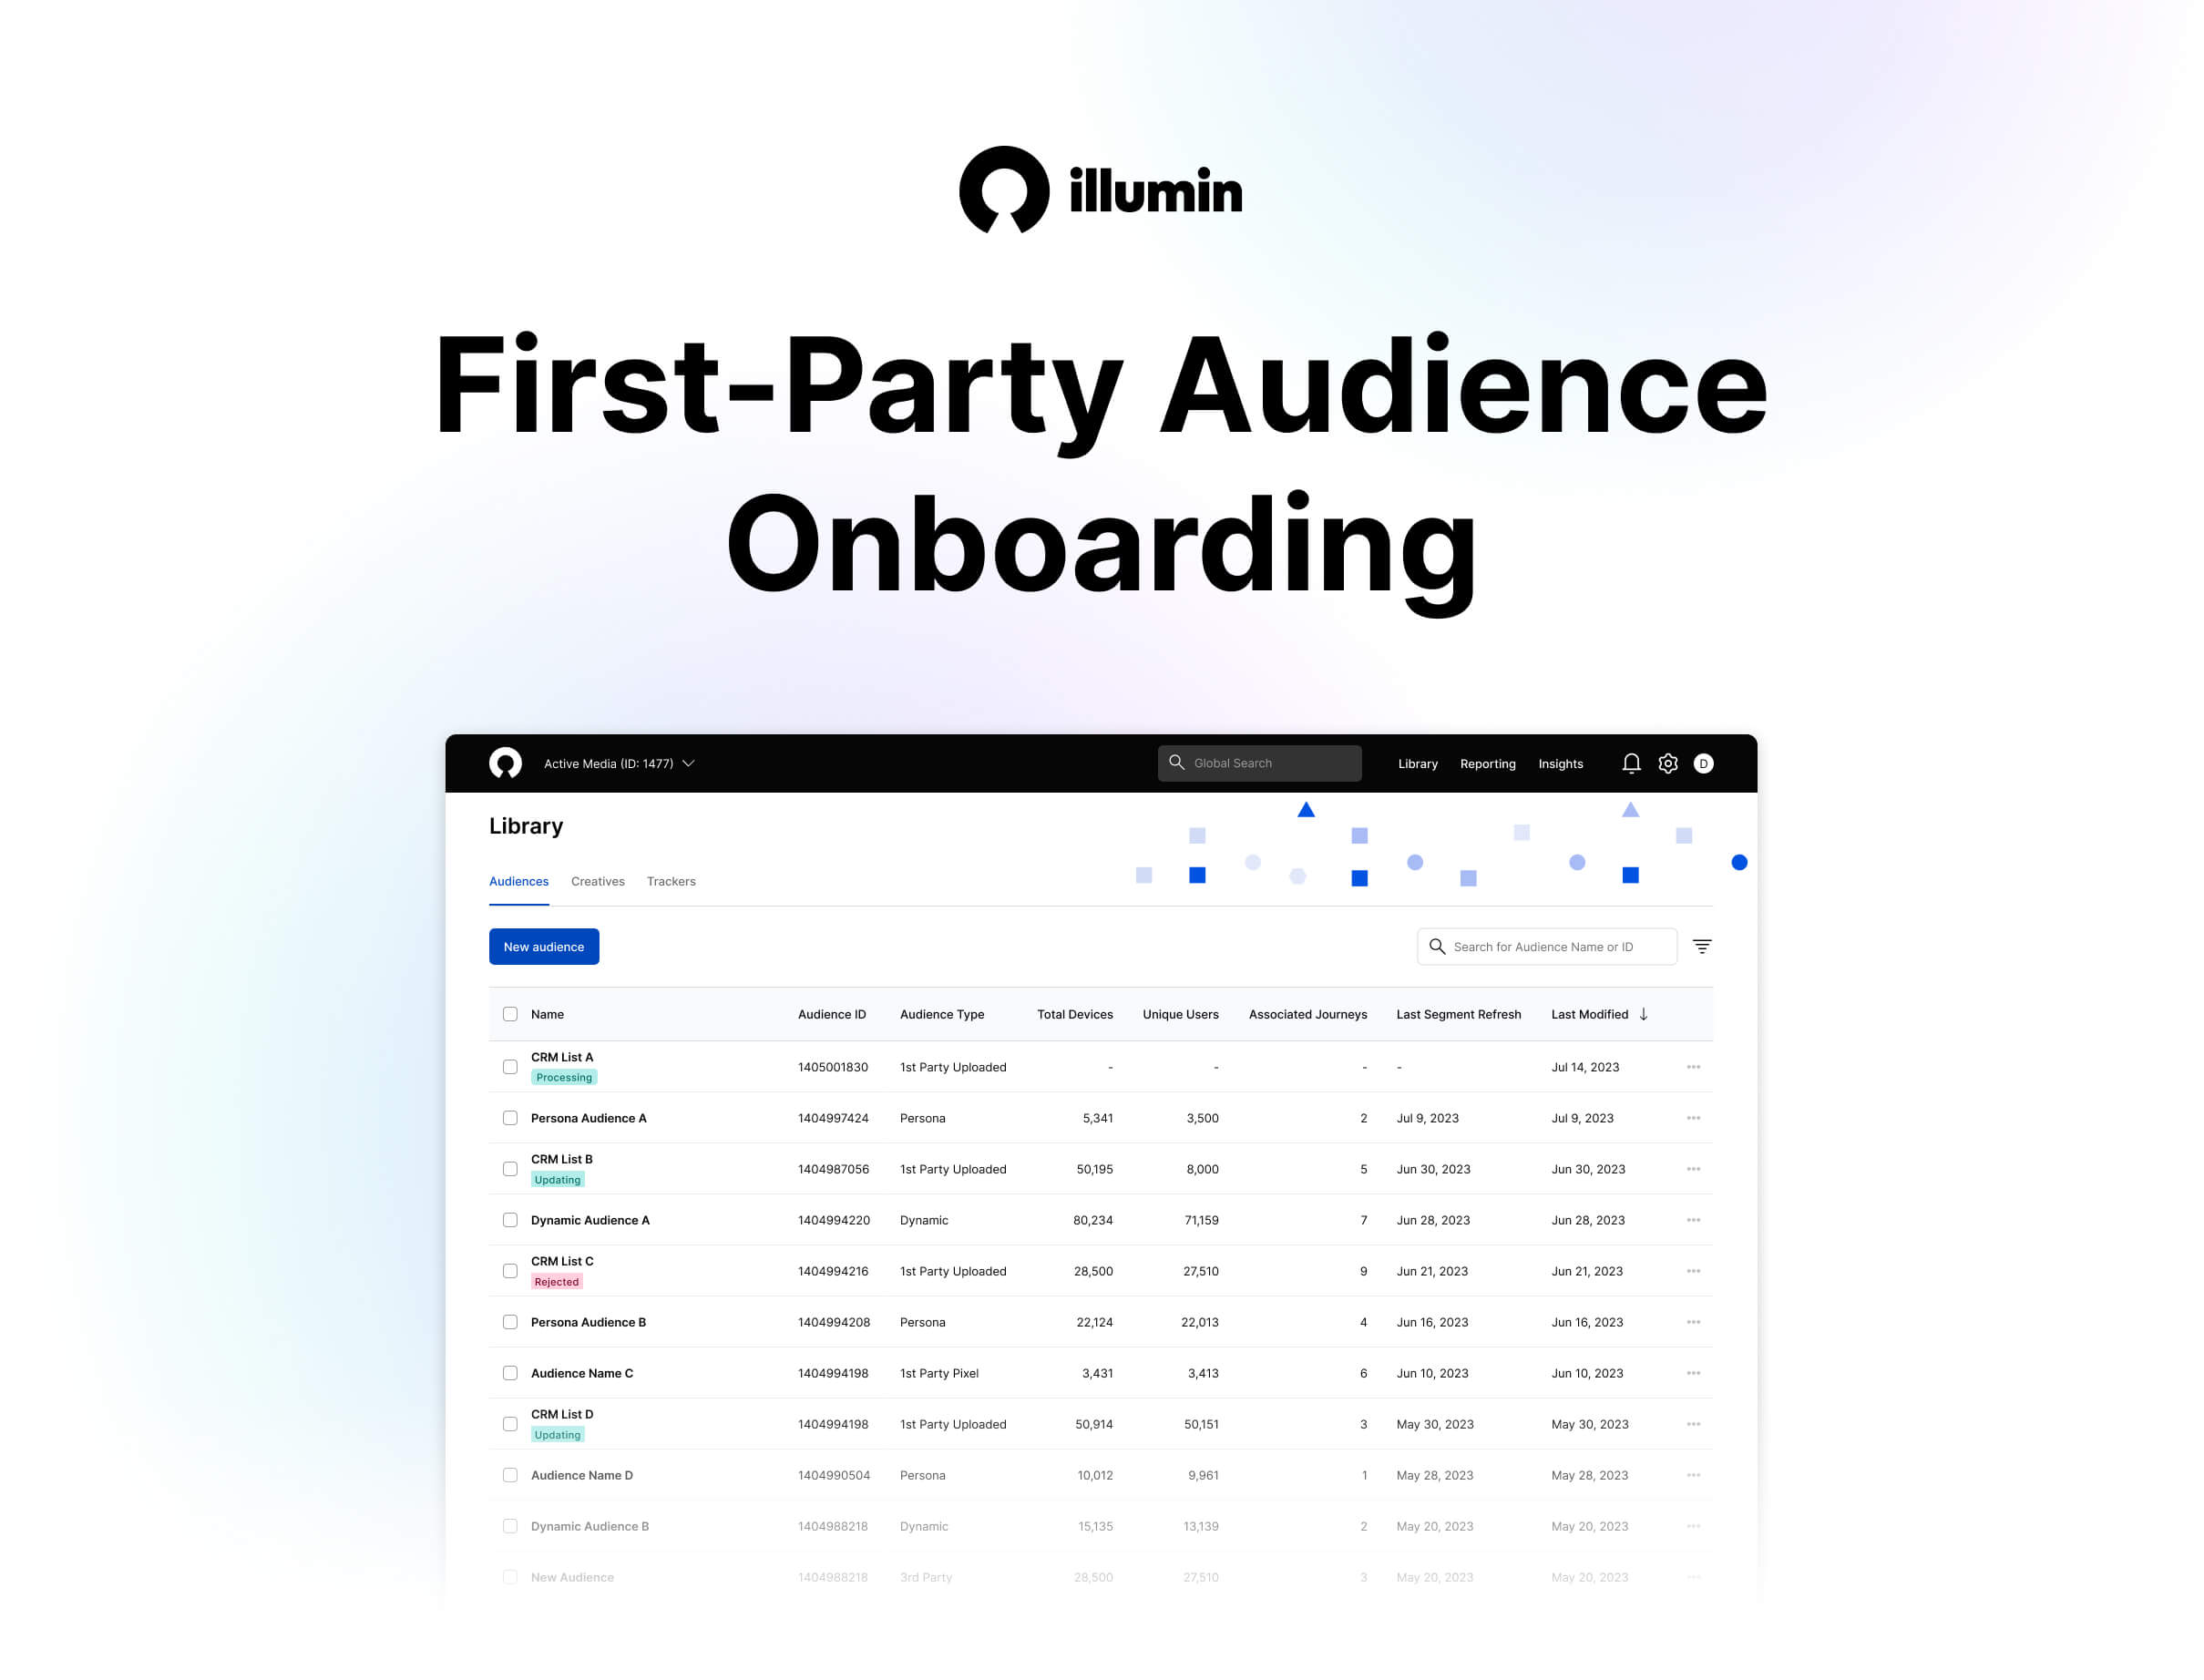 illumin
First-Party Audience
Onboarding
Active Media (ID: 1477)
Global Search
Library
Reporting
Insights
D
Library
Audiences
Creatives
Trackers
New audience
Search for Audience Name or ID
Name Audience ID Audience Type Total Devices Unique Users Associated Journeys Last Segment Refresh Last Modified
CRM List A 1405001830 1st Party Uploaded - - - - Jul 14, 2023
Processing
Persona Audience A 1404997424 Persona 5,341 3,500 2 Jul 9, 2023 Jul 9, 2023
CRM List B 1404987056 1st Party Uploaded 50,195 8,000 5 Jun 30, 2023 Jun 30, 2023
Updating
Dynamic Audience A 1404994220 Dynamic 80,234 71,159 7 Jun 28, 2023 Jun 28, 2023
CRM List C 1404994216 1st Party Uploaded 28,500 27,510 9 Jun 21, 2023 Jun 21, 2023
Rejected
Persona Audience B 1404994208 Persona 22,124 22,013 4 Jun 16, 2023 Jun 16, 2023
Audience Name C 1404994198 1st Party Pixel 3,431 3,413 6 Jun 10, 2023 Jun 10, 2023
CRM List D 1404994198 1st Party Uploaded 50,914 50,151 3 May 30, 2023 May 30, 2023
Updating
Audience Name D 1404990504 Persona 10,012 9,961 1 May 28, 2023 May 28, 2023
Dynamic Audience B 1404988218 Dynamic 15,135 13,139 2 May 20, 2023 May 20, 2023
New Audience 1404988218 3rd Party 28,500 27,510 3 May 20, 2023 May 20, 2023